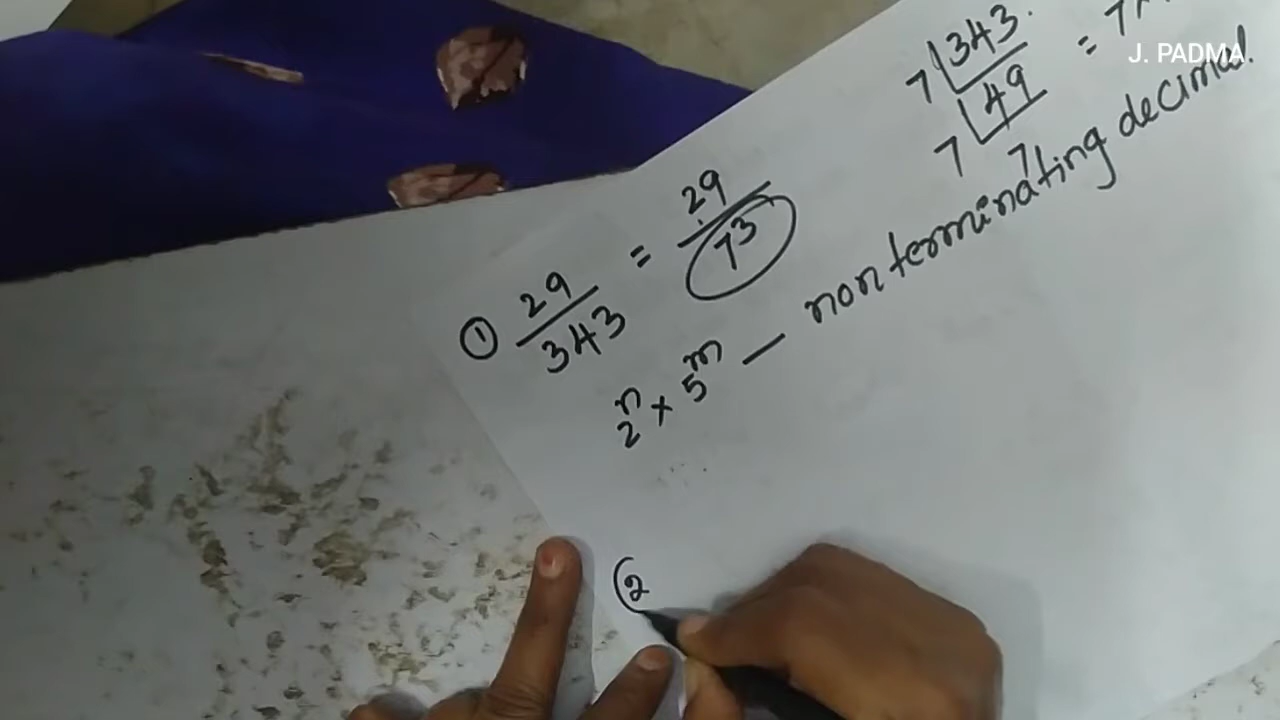 J. PADMA
7 | 343. = 7 ×
7 | 49
7
① 29/343 = 29/7³
2ⁿ × 5ᵐ — non terminating decimal
②